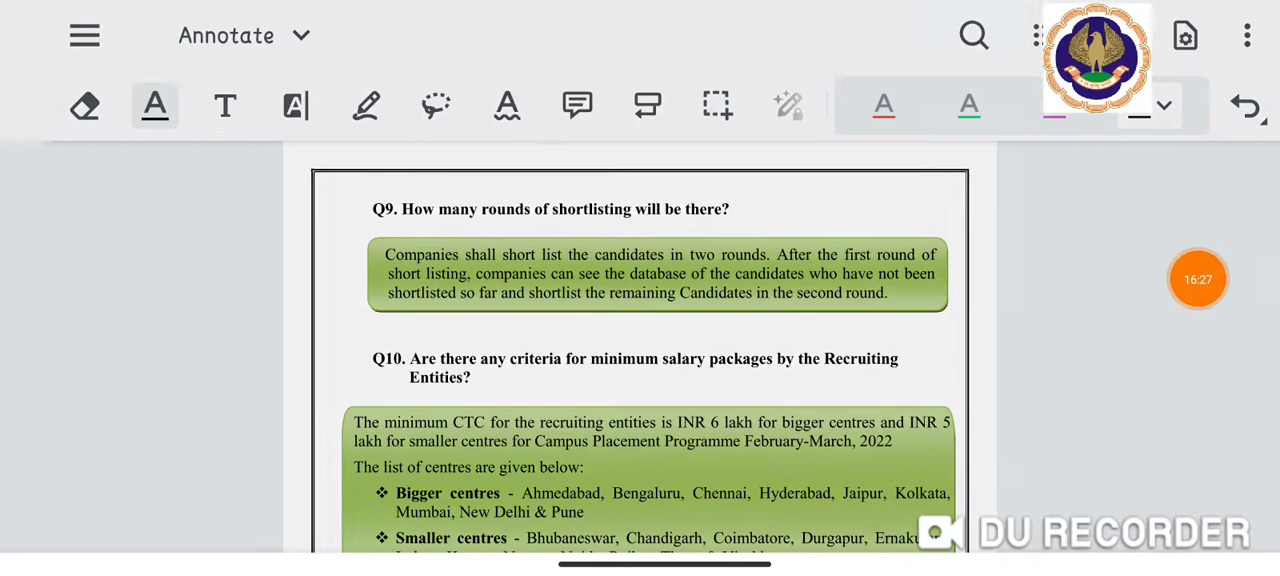 Annotate
Q9. How many rounds of shortlisting will be there?
Companies shall short list the candidates in two rounds. After the first round of
short listing, companies can see the database of the candidates who have not been
shortlisted so far and shortlist the remaining Candidates in the second round.
16:27
Q10. Are there any criteria for minimum salary packages by the Recruiting
Entities?
The minimum CTC for the recruiting entities is INR 6 lakh for bigger centres and INR 5
lakh for smaller centres for Campus Placement Programme February-March, 2022
The list of centres are given below:
❖ Bigger centres - Ahmedabad, Bengaluru, Chennai, Hyderabad, Jaipur, Kolkata,
Mumbai, New Delhi & Pune
❖ Smaller centres - Bhubaneswar, Chandigarh, Coimbatore, Durgapur,
DU RECORDER